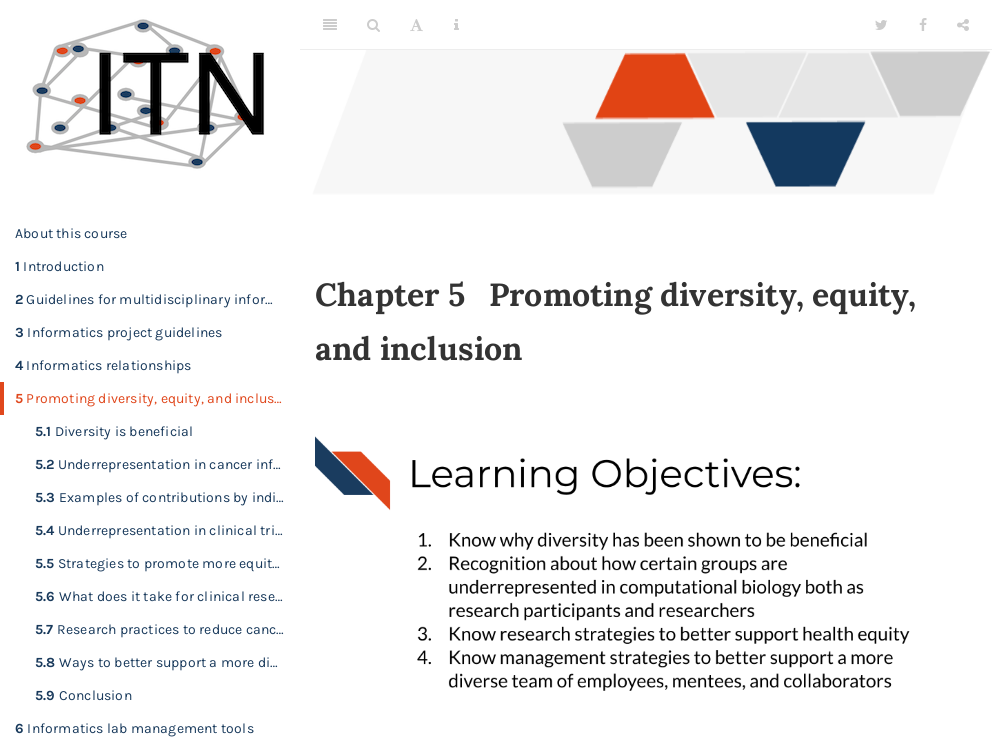 ITN
About this course
1 Introduction
2 Guidelines for multidisciplinary infor…
3 Informatics project guidelines
4 Informatics relationships
5 Promoting diversity, equity, and inclus…
5.1 Diversity is beneficial
5.2 Underrepresentation in cancer inf…
5.3 Examples of contributions by indi…
5.4 Underrepresentation in clinical tri…
5.5 Strategies to promote more equit…
5.6 What does it take for clinical rese…
5.7 Research practices to reduce canc…
5.8 Ways to better support a more di…
5.9 Conclusion
6 Informatics lab management tools
A
Chapter 5 Promoting diversity, equity,
and inclusion
Learning Objectives:
1. Know why diversity has been shown to be beneficial
2. Recognition about how certain groups are
underrepresented in computational biology both as
research participants and researchers
3. Know research strategies to better support health equity
4. Know management strategies to better support a more
diverse team of employees, mentees, and collaborators